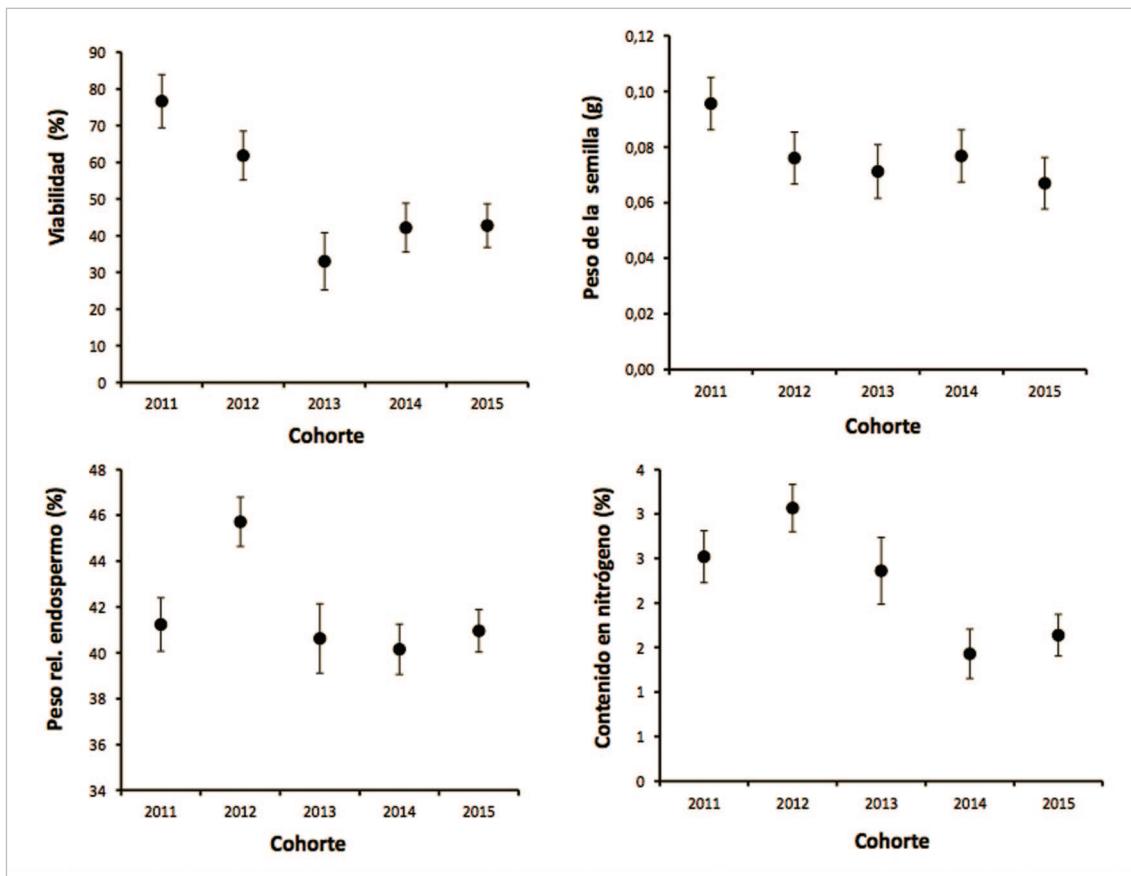 Viabilidad (%)
90
80
70
60
50
40
30
20
10
0
2011 2012 2013 2014 2015
Cohorte
Peso de la semilla (g)
0,12
0,10
0,08
0,06
0,04
0,02
0,00
2011 2012 2013 2014 2015
Cohorte
Peso rel. endospermo (%)
48
46
44
42
40
38
36
34
2011 2012 2013 2014 2015
Cohorte
Contenido en nitrógeno (%)
4
3
3
2
2
1
1
0
2011 2012 2013 2014 2015
Cohorte